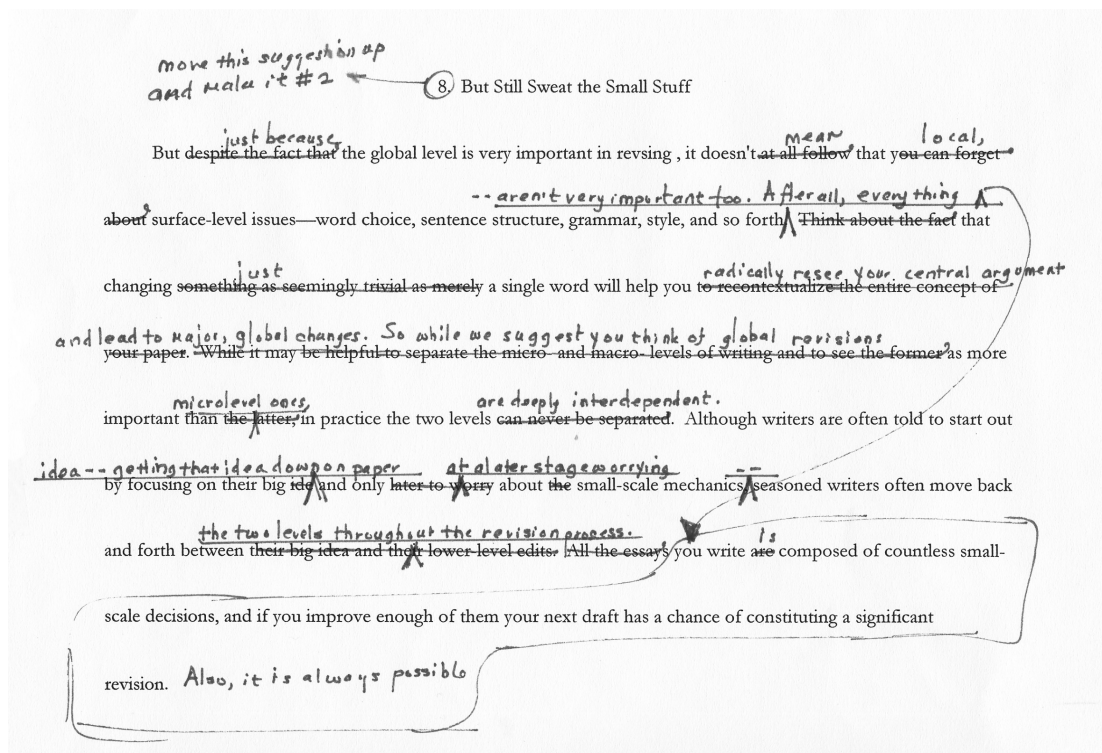 move this suggestion up
and make it #2
8. But Still Sweat the Small Stuff
just because mean local,
But despite the fact that the global level is very important in revsing , it doesn't at all follow that you can forget
-- aren't very important too. After all, everything
about surface-level issues—word choice, sentence structure, grammar, style, and so forth. Think about the fact that
just radically resee your central argument
changing something as seemingly trivial as merely a single word will help you to recontextualize the entire concept of
and lead to major, global changes. So while we suggest you think of global revisions
your paper. While it may be helpful to separate the micro- and macro- levels of writing and to see the former as more
microlevel ones, are deeply interdependent.
important than the latter, in practice the two levels can never be separated. Although writers are often told to start out
idea -- getting that idea down on paper at a later stage worrying --
by focusing on their big idea and only later to worry about the small-scale mechanics, seasoned writers often move back
the two levels throughout the revision process. is
and forth between their big idea and their lower-level edits. All the essays you write are composed of countless small-
scale decisions, and if you improve enough of them your next draft has a chance of constituting a significant
revision. Also, it is always possible